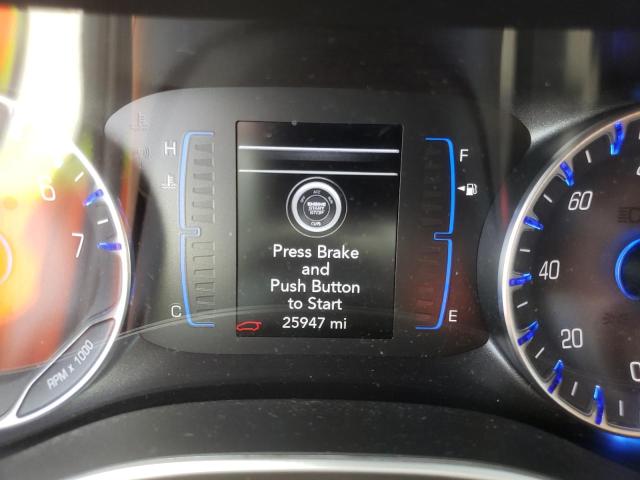 H
F
6
7
60
40
20
0
ENGINE
START
STOP
Press Brake
and
Push Button
to Start
C
E
25947 mi
RPM x 1000